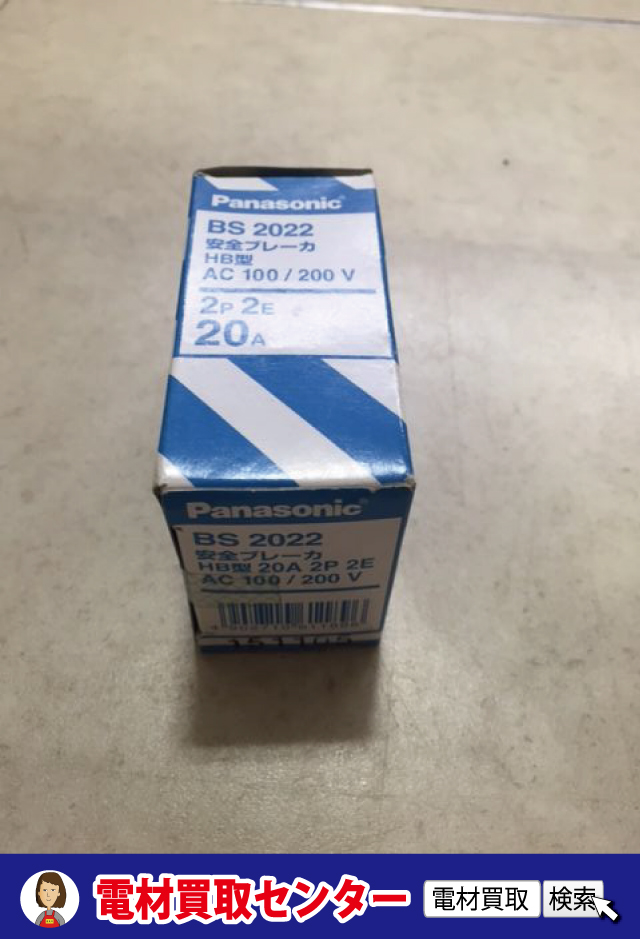 Panasonic
BS 2022
安全ブレーカ
HB型
AC 100 / 200 V
2P 2E
20A
Panasonic
BS 2022
安全ブレーカ
HB型 20A 2P 2E
AC 100 / 200 V
電材買取センター
電材買取 検索